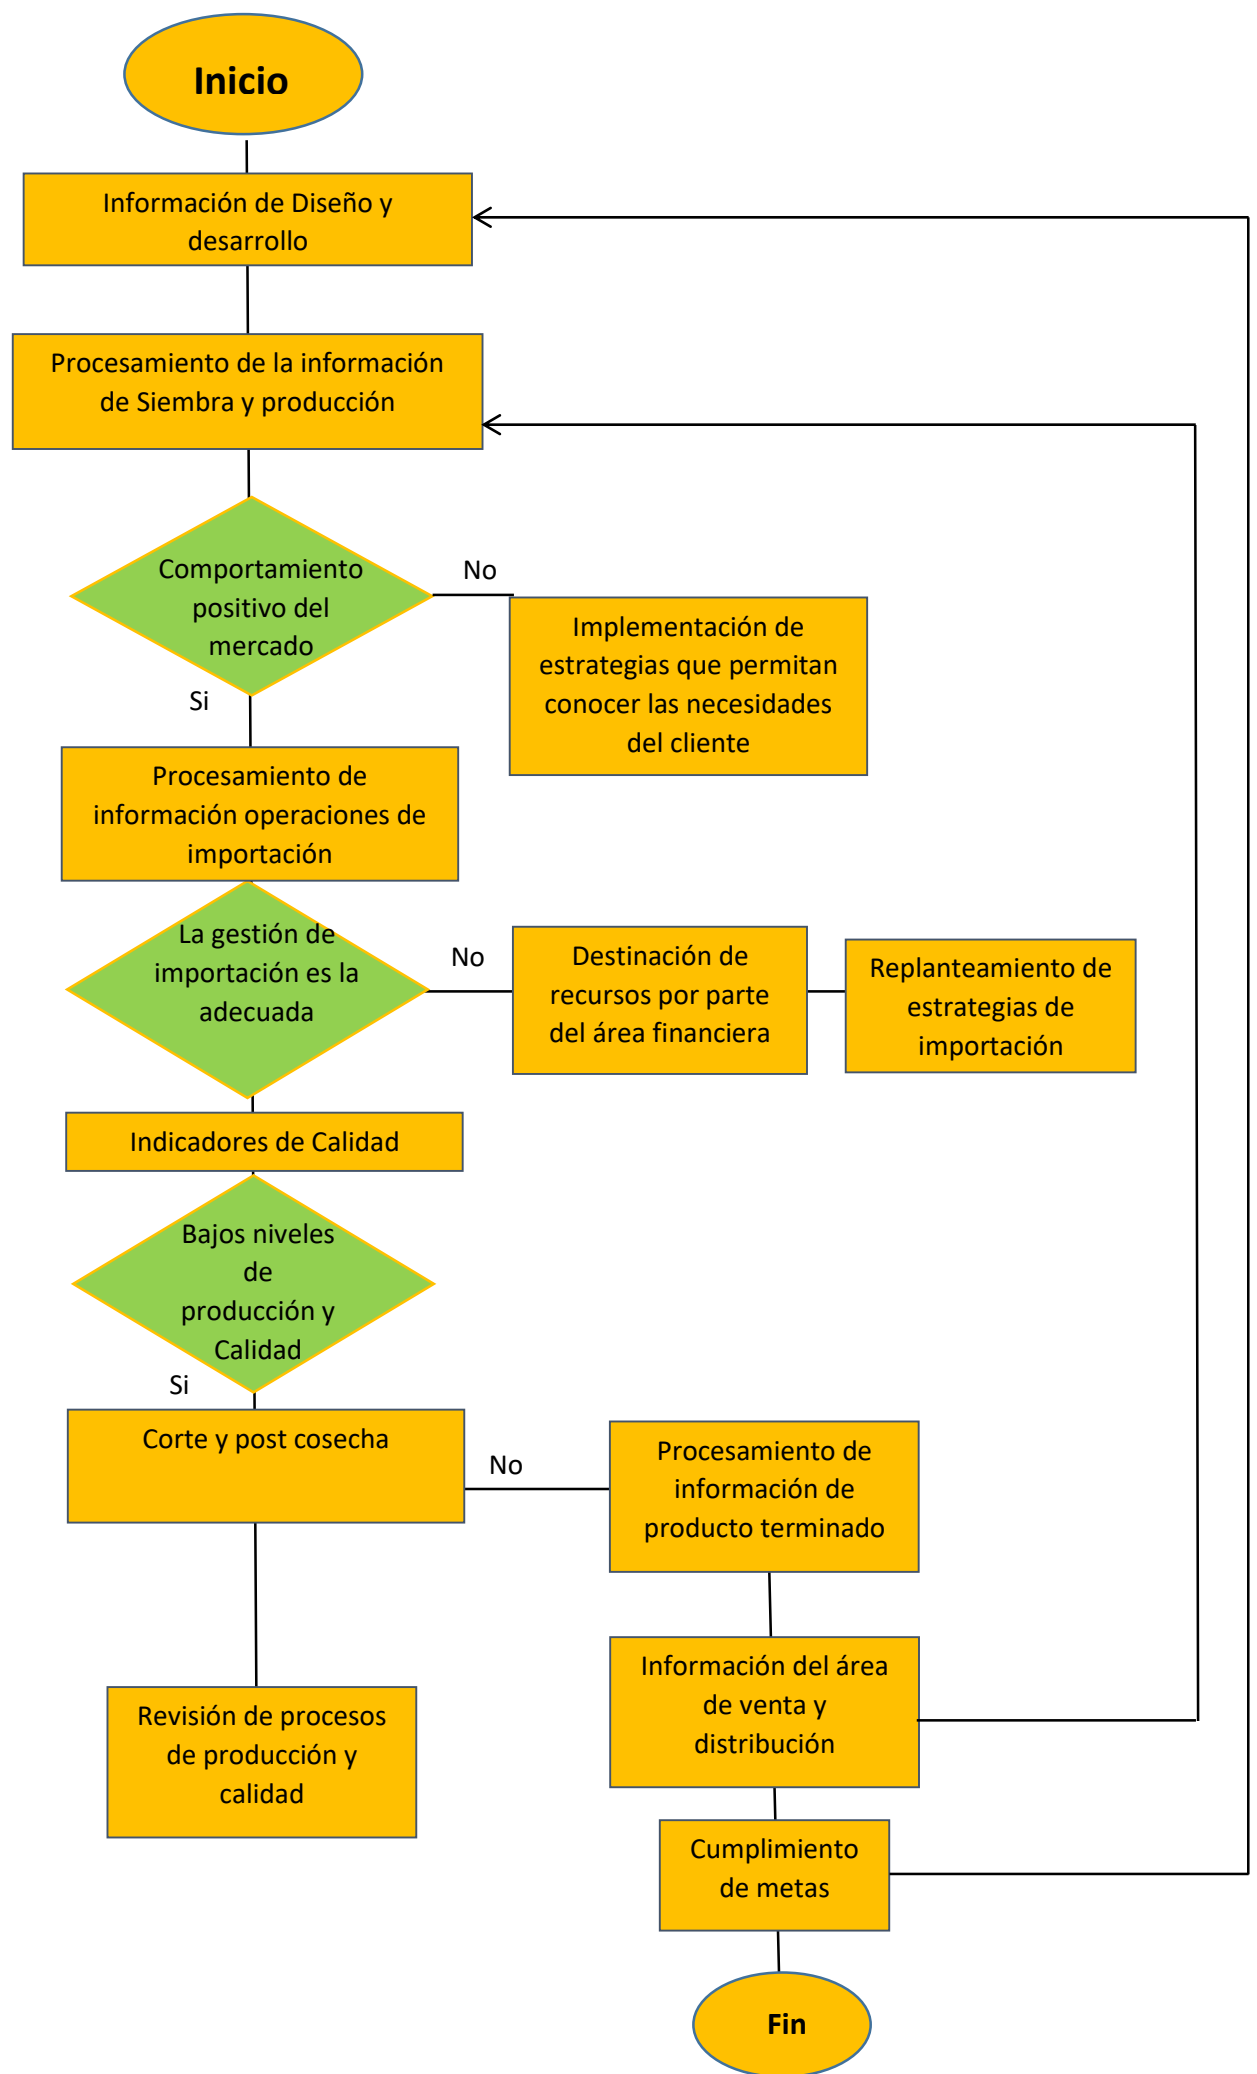 Inicio
Información de Diseño y
desarrollo
Procesamiento de la información
de Siembra y producción
Comportamiento
positivo del
mercado
No
Implementación de
estrategias que permitan
conocer las necesidades
del cliente
Si
Procesamiento de
información operaciones de
importación
La gestión de
importación es la
adecuada
No
Destinación de
recursos por parte
del área financiera
Replanteamiento de
estrategias de
importación
Indicadores de Calidad
Bajos niveles
de
producción y
Calidad
Si
Corte y post cosecha
No
Procesamiento de
información de
producto terminado
Información del área
de venta y
distribución
Revisión de procesos
de producción y
calidad
Cumplimiento
de metas
Fin